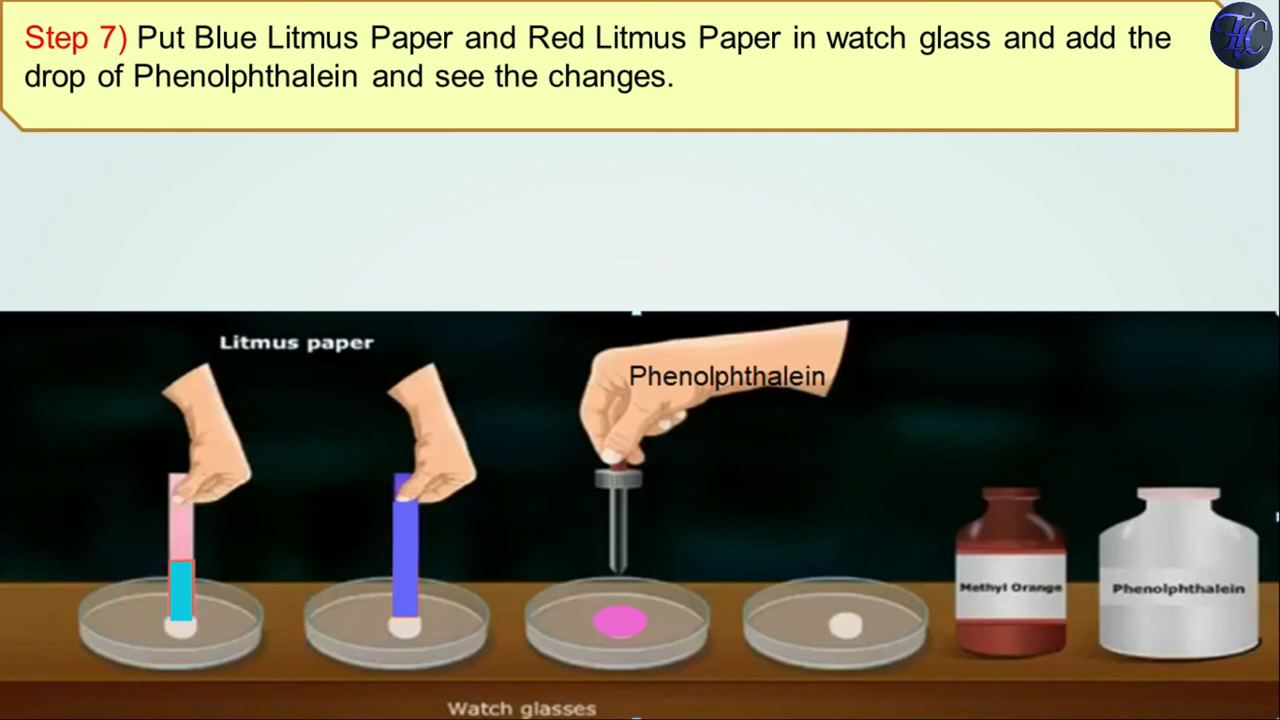 Step 7) Put Blue Litmus Paper and Red Litmus Paper in watch glass and add the
drop of Phenolphthalein and see the changes.
Litmus paper
Phenolphthalein
Methyl Orange
Phenolphthalein
Watch glasses